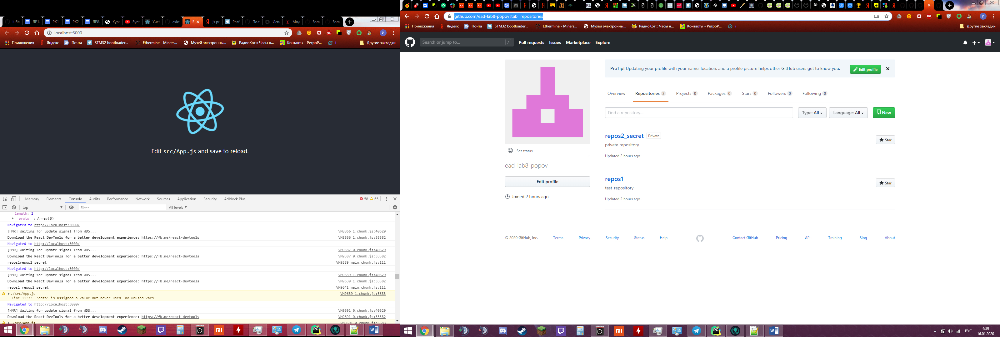 iu5t
ЛР1
РК1
РК2
ЛР8
Кур
Synt
Учеб
axio
js pr
Разб
Пол
Исп
Мод
Form
Form
localhost:3000
Приложения
Яндекс
Почта
STM32 bootloader...
Ethermine - Miners...
Музей электронны...
РадиоКот :: Часы н...
Контакты - РетроР...
i
Другие закладки
Edit src/App.js and save to reload.
Memory
Elements
Console
Audits
Performance
Network
Sources
Application
Security
Adblock Plus
58
65
top
Filter
All levels
length: 2
__proto__: Array(0)
Navigated to http://localhost:3000/
[HMR] Waiting for update signal from WDS... VM8866 1.chunk.js:40629
Download the React DevTools for a better development experience: https://fb.me/react-devtools VM8866 1.chunk.js:33582
Navigated to http://localhost:3000/
[HMR] Waiting for update signal from WDS... VM9587 0.chunk.js:40629
Download the React DevTools for a better development experience: https://fb.me/react-devtools VM9587 0.chunk.js:33582
repos1repos2_secret VM9589 main.chunk.js:111
Navigated to http://localhost:3000/
[HMR] Waiting for update signal from WDS... VM9639 1.chunk.js:40629
Download the React DevTools for a better development experience: https://fb.me/react-devtools VM9639 1.chunk.js:33582
repos1 repos2_secret VM9641 main.chunk.js:111
./src/App.js VM9639 1.chunk.js:5683
Line 11:7: 'data' is assigned a value but never used no-unused-vars
Navigated to http://localhost:3000/
[HMR] Waiting for update signal from WDS... VM9691 0.chunk.js:40629
Download the React DevTools for a better development experience: https://fb.me/react-devtools VM9691 0.chunk.js:33582
./src/App.js VM9691 0.chunk.js:5683
github.com/ead-lab8-popov?tab=repositories
Приложения
Яндекс
Почта
STM32 bootloader...
Ethermine - Miners...
Музей электронны...
РадиоКот :: Часы н...
Контакты - РетроР...
i
Другие закладки
Search or jump to...
/
Pull requests
Issues
Marketplace
Explore
ProTip! Updating your profile with your name, location, and a profile picture helps other GitHub users get to know you.
Edit profile
Overview
Repositories 2
Projects 0
Packages 0
Stars 0
Followers 0
Following 0
Find a repository...
Type: All
Language: All
New
repos2_secret Private
private repository
Updated 2 hours ago
Star
repos1
test_repository
Updated 2 hours ago
Star
Set status
ead-lab8-popov
Edit profile
Joined 2 hours ago
© 2020 GitHub, Inc.
Terms
Privacy
Security
Status
Help
Contact GitHub
Pricing
API
Training
Blog
About
РУС
4:39
16.01.2020